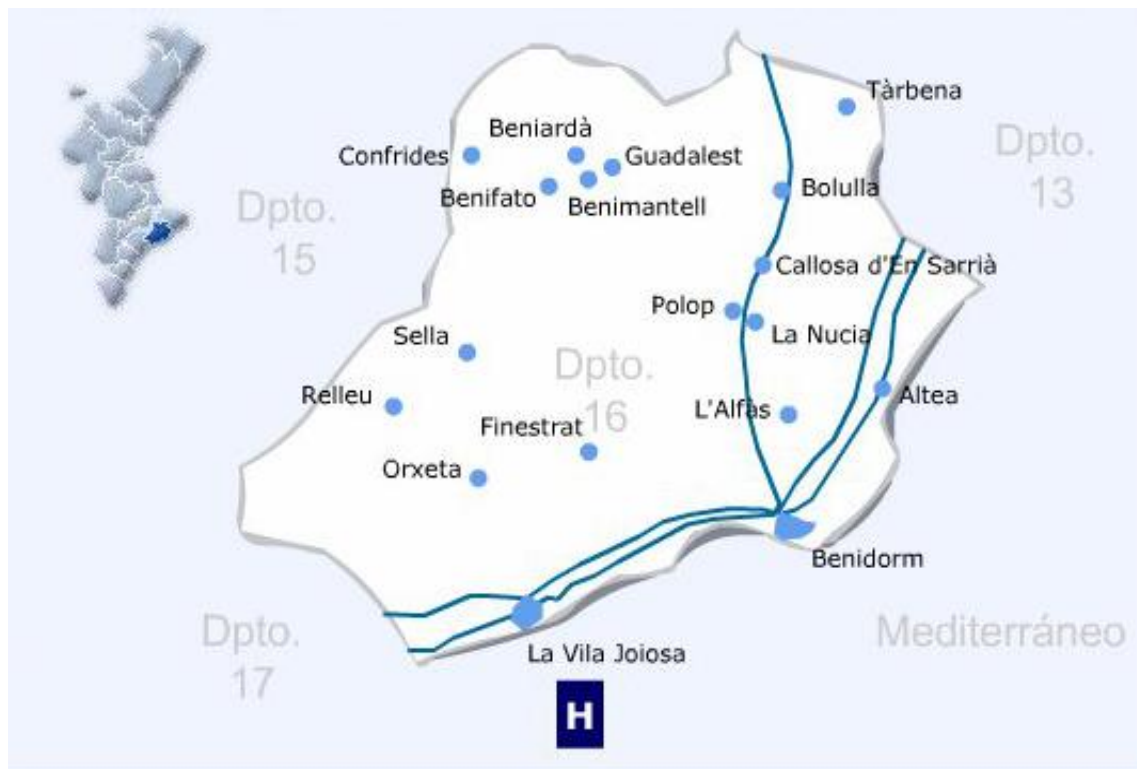 Tàrbena
Dpto.
13
Beniardà
Confrides
Guadalest
Benifato
Benimantell
Bolulla
Dpto.
15
Callosa d'En Sarrià
Polop
La Nucia
Sella
Dpto.
16
Relleu
L'Alfàs
Altea
Finestrat
Orxeta
Benidorm
Dpto.
17
Mediterráneo
La Vila Joiosa
H